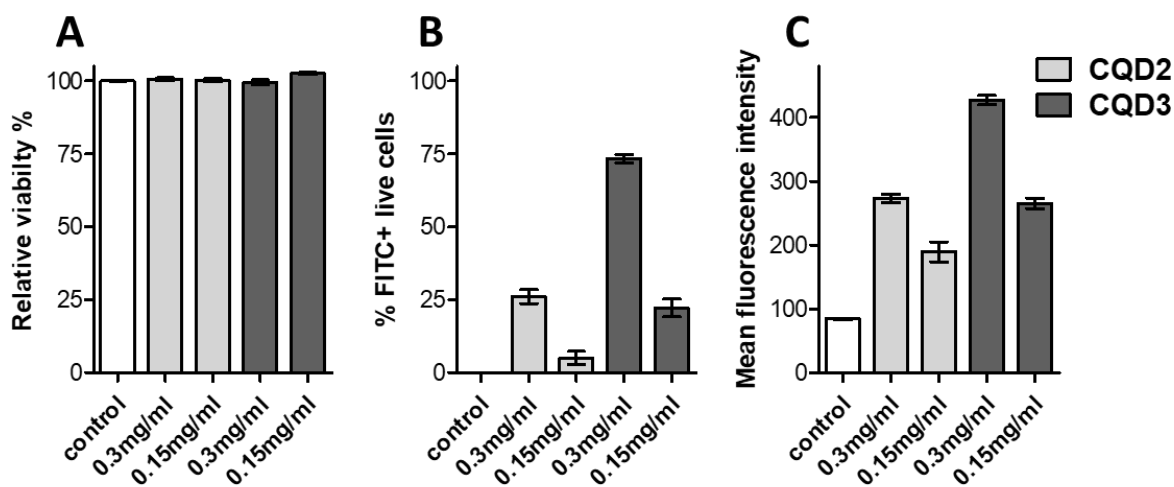 A
Relative viabilty %
100
75
50
25
0
control
0.3mg/ml
0.15mg/ml
0.3mg/ml
0.15mg/ml
B
% FITC+ live cells
100
75
50
25
0
control
0.3mg/ml
0.15mg/ml
0.3mg/ml
0.15mg/ml
C
Mean fluorescence intensity
400
300
200
100
0
control
0.3mg/ml
0.15mg/ml
0.3mg/ml
0.15mg/ml
CQD2
CQD3